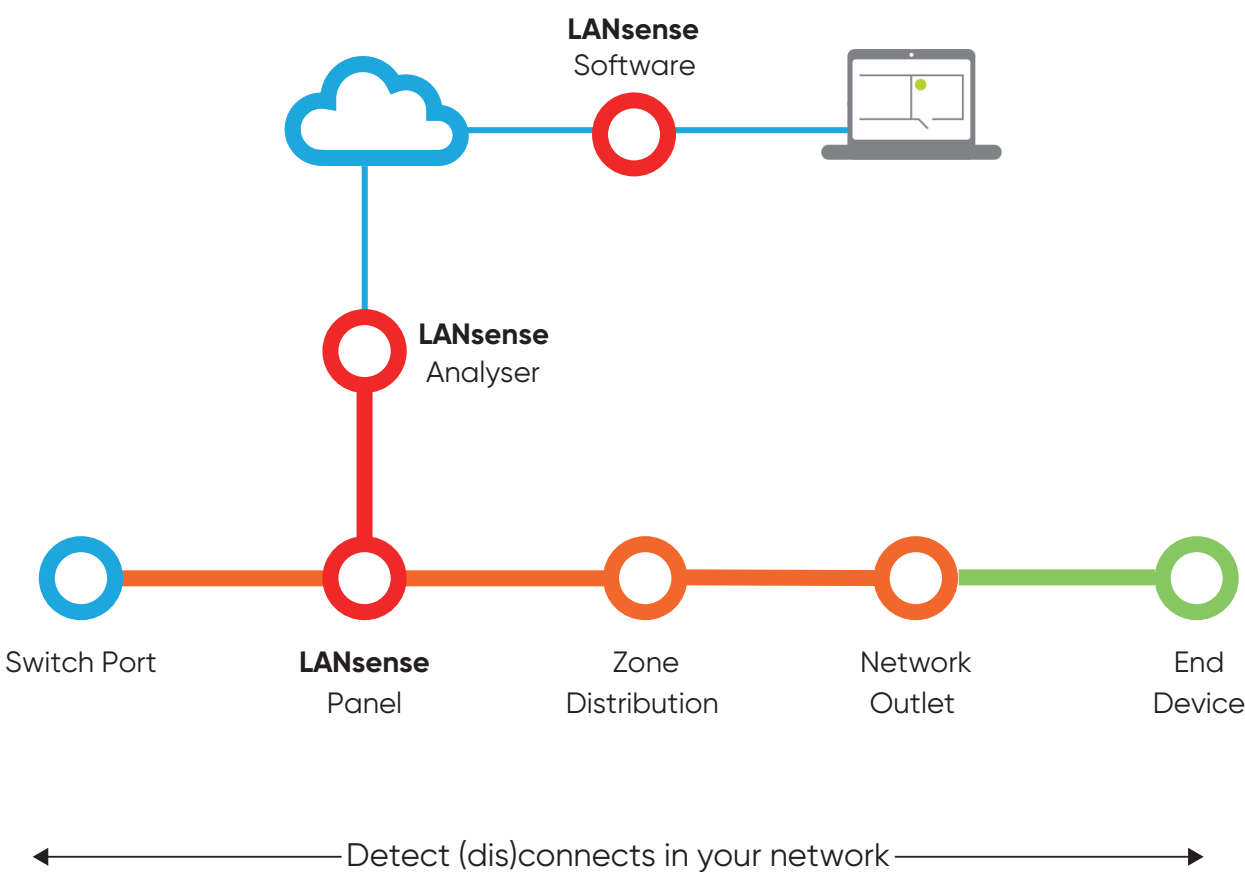 LANsense
Software
LANsense
Analyser
Switch Port
LANsense
Panel
Zone
Distribution
Network
Outlet
End
Device
Detect (dis)connects in your network